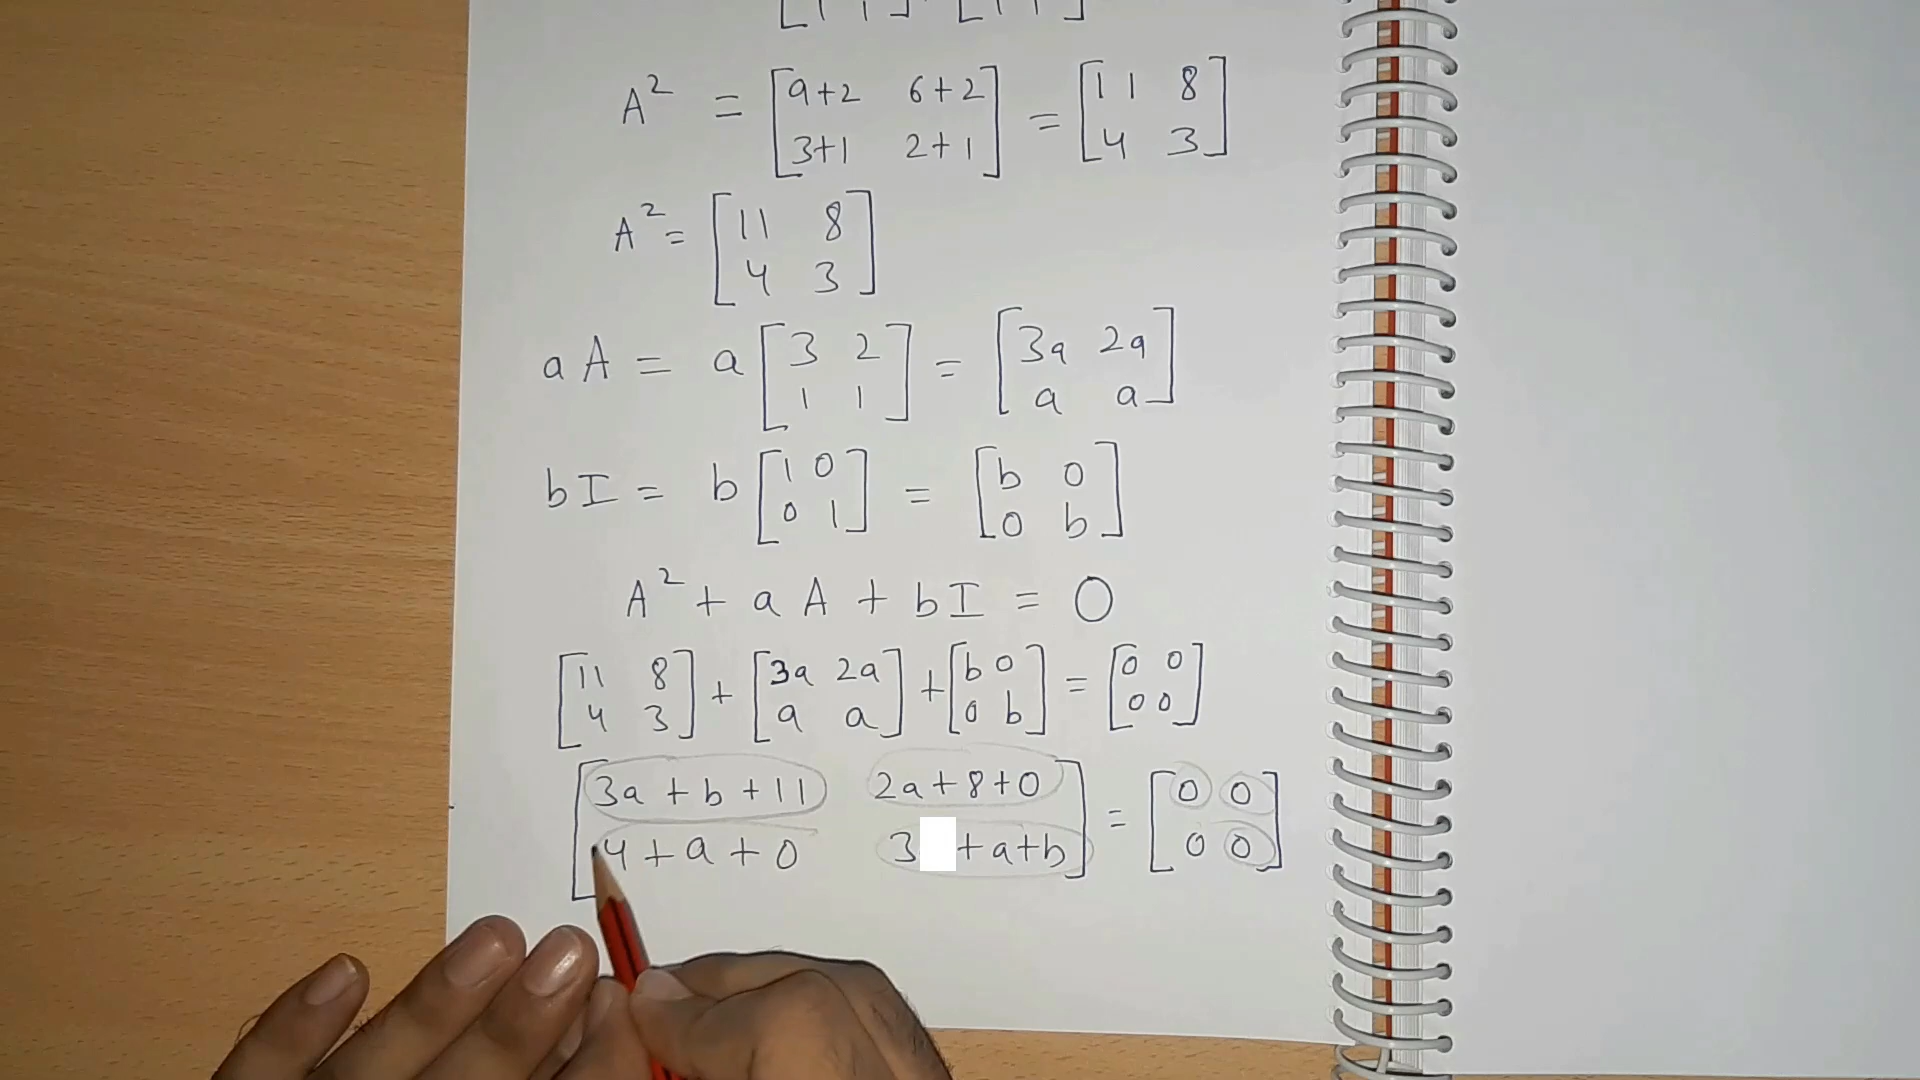 A² = [9+2 6+2 3+1 2+1] = [11 8 4 3]
A² = [11 8 4 3]
aA = a [3 2 1 1] = [3a 2a a a]
bI = b [1 0 0 1] = [b 0 0 b]
A² + aA + bI = 0
[11 8 4 3] + [3a 2a a a] + [b 0 0 b] = [0 0 0 0]
[3a + b + 11 2a + 8 + 0 4 + a + 0 3 + a + b] = [0 0 0 0]